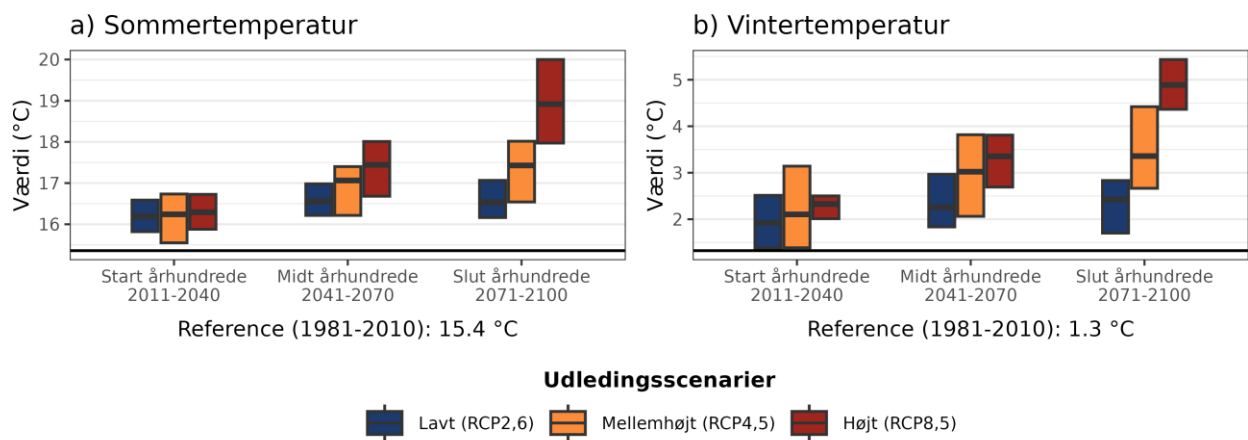 a) Sommertemperatur
Værdi (°C)
20
19
18
17
16
Start århundrede
2011-2040
Midt århundrede
2041-2070
Slut århundrede
2071-2100
Reference (1981-2010): 15.4 °C
b) Vintertemperatur
Værdi (°C)
5
4
3
2
Start århundrede
2011-2040
Midt århundrede
2041-2070
Slut århundrede
2071-2100
Reference (1981-2010): 1.3 °C
Udledingsscenarier
Lavt (RCP2,6)
Mellemhøjt (RCP4,5)
Højt (RCP8,5)